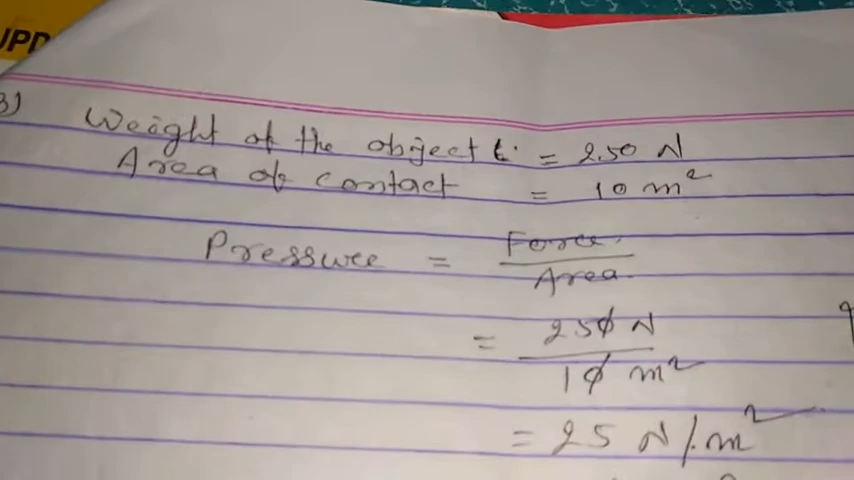 UPD
3) Weight of the object = 250 N
Area of contact = 10 m²
Pressure = Force / Area
= 250 N / 10 m²
= 25 N/m²